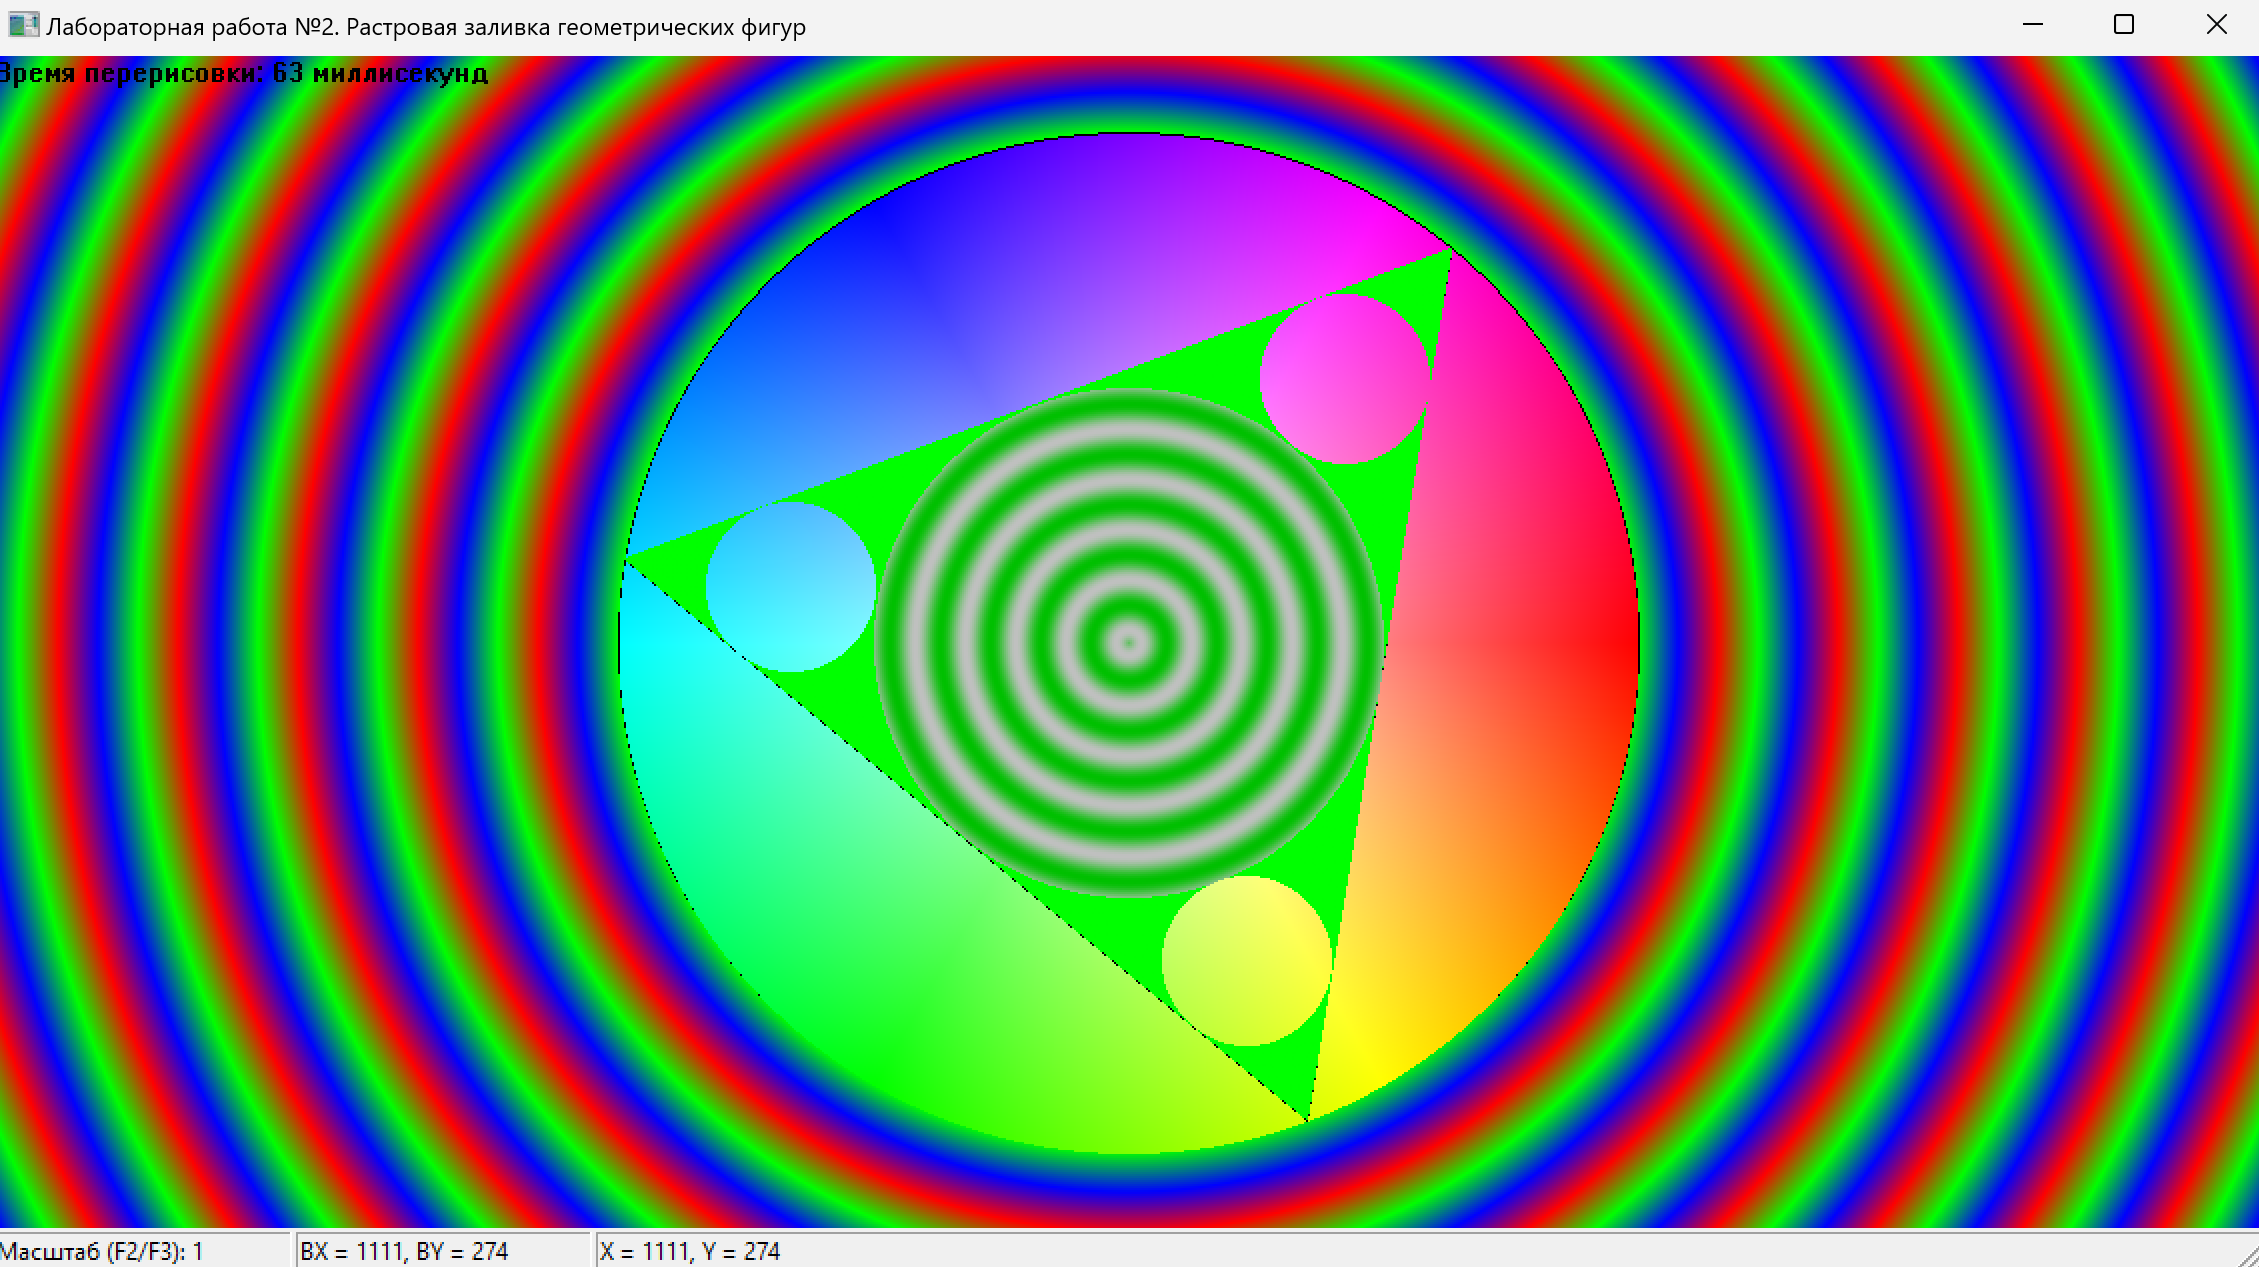 Лабораторная работа №2. Растровая заливка геометрических фигур
Время перерисовки: 63 миллисекунд
Масштаб (F2/F3): 1
BX = 1111, BY = 274
X = 1111, Y = 274